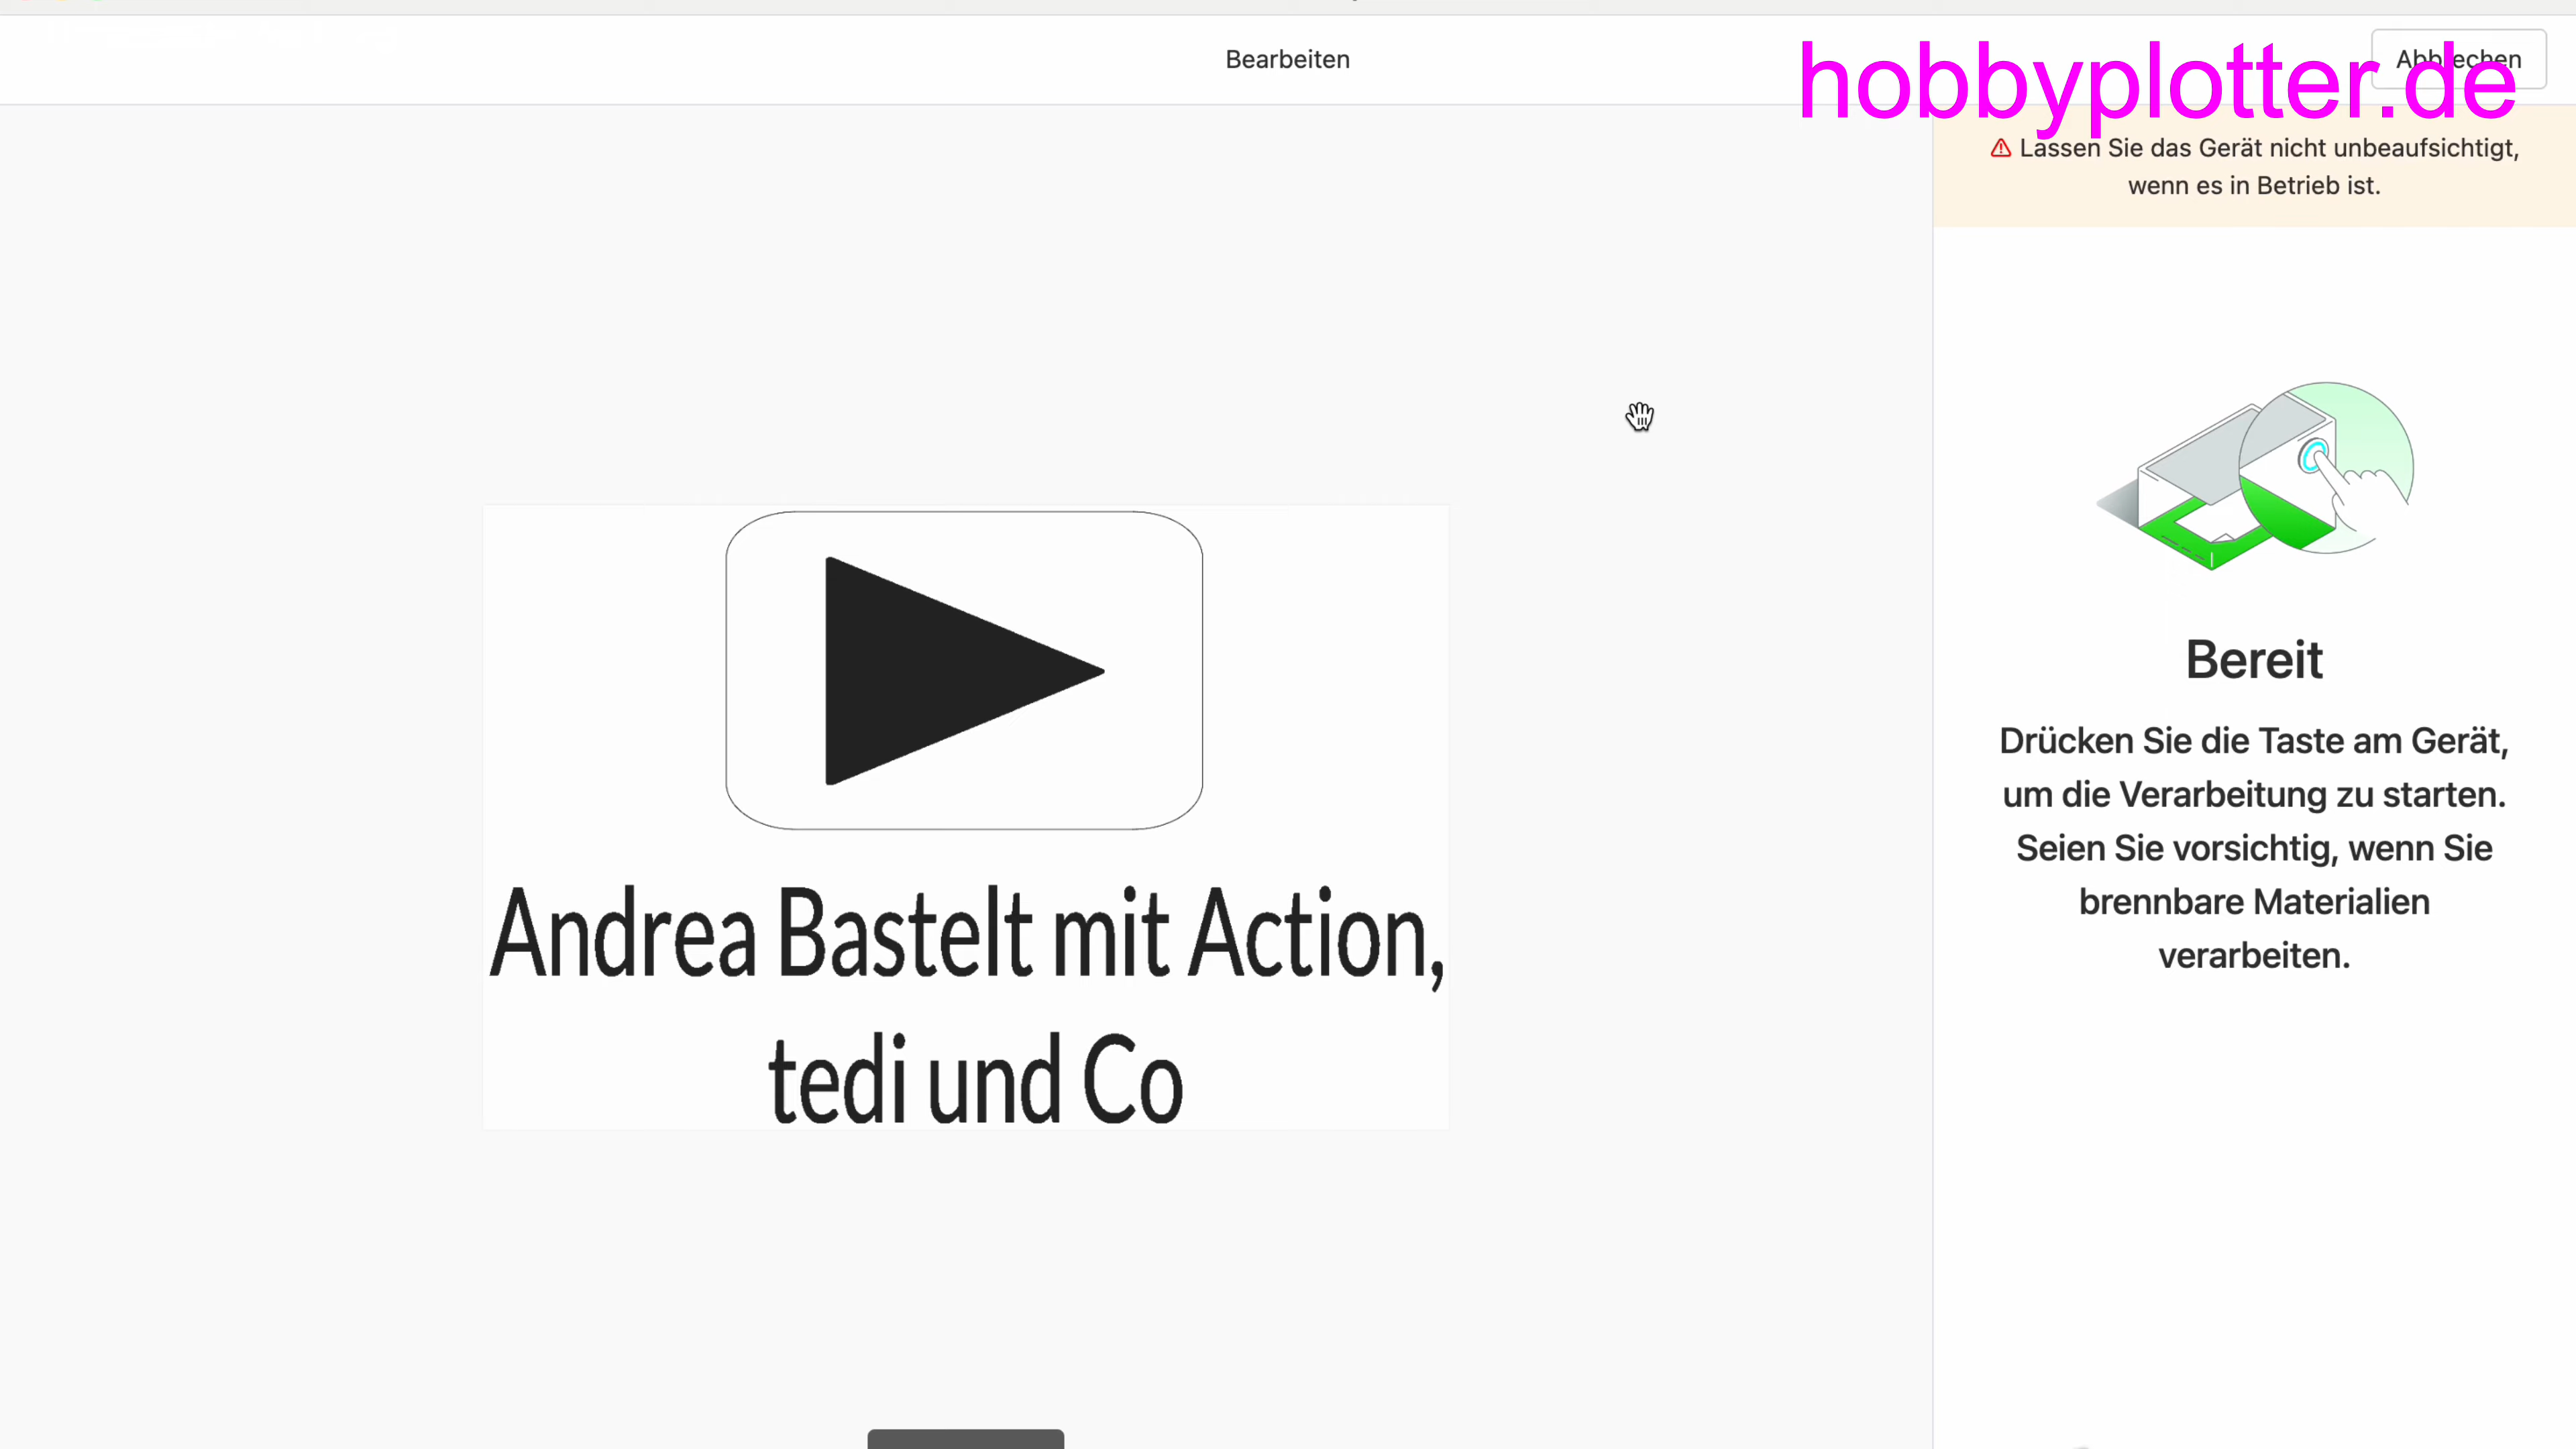 Bearbeiten
Abbrechen
hobbyplotter.de
Lassen Sie das Gerät nicht unbeaufsichtigt,
wenn es in Betrieb ist.
Andrea Bastelt mit Action,
tedi und Co
Bereit
Drücken Sie die Taste am Gerät,
um die Verarbeitung zu starten.
Seien Sie vorsichtig, wenn Sie
brennbare Materialien
verarbeiten.